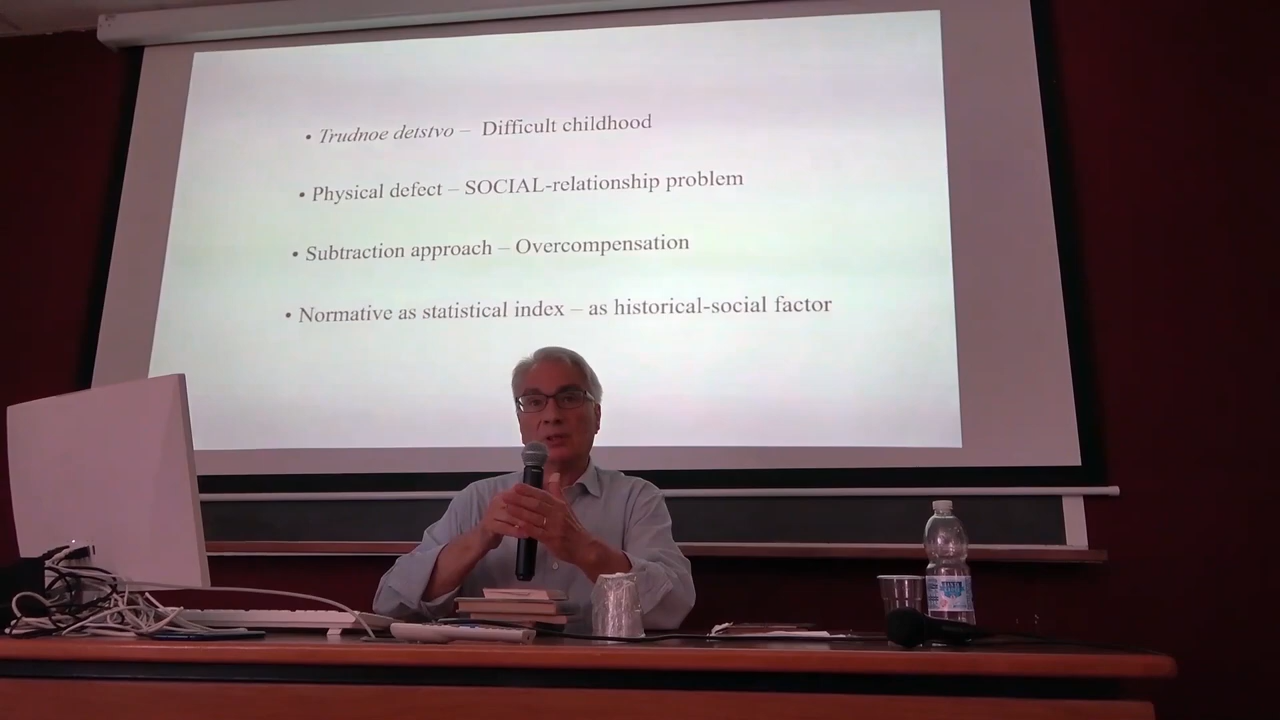 • Trudnoe detstvo – Difficult childhood
• Physical defect – SOCIAL-relationship problem
• Subtraction approach – Overcompensation
• Normative as statistical index – as historical-social factor